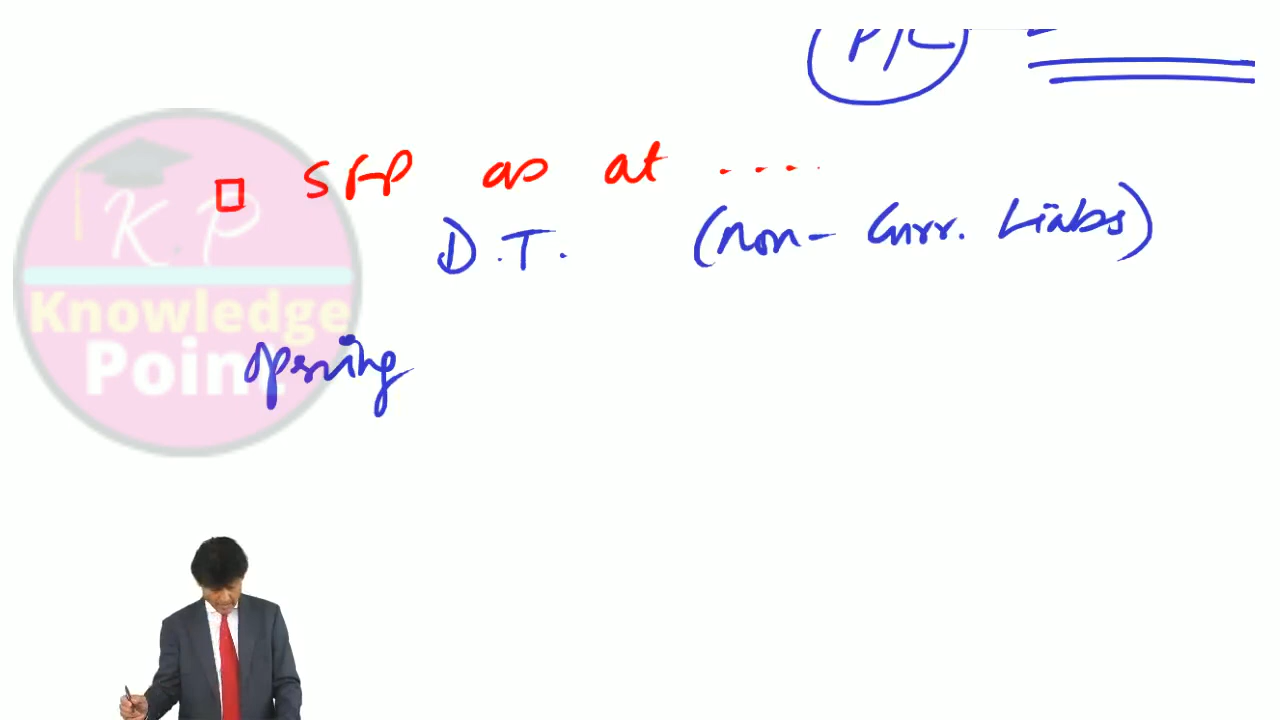 P/L
SFP as at ....
D.T. (non-Curr. Liabs)
K.P
Knowledge
Point
opening